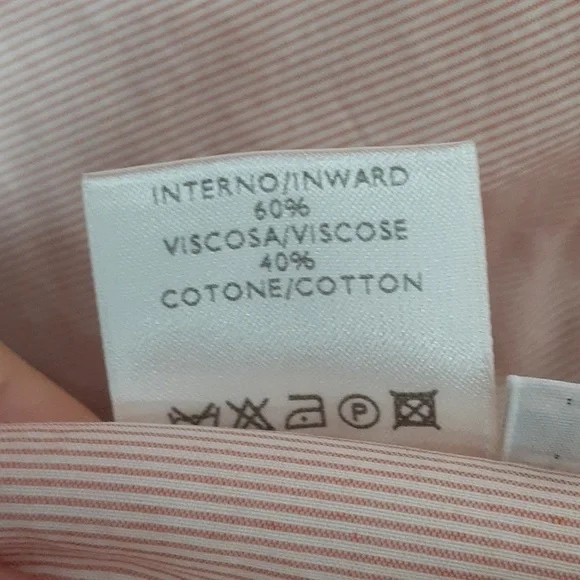 INTERNO/INWARD
60%
VISCOSA/VISCOSE
40%
COTONE/COTTON
P